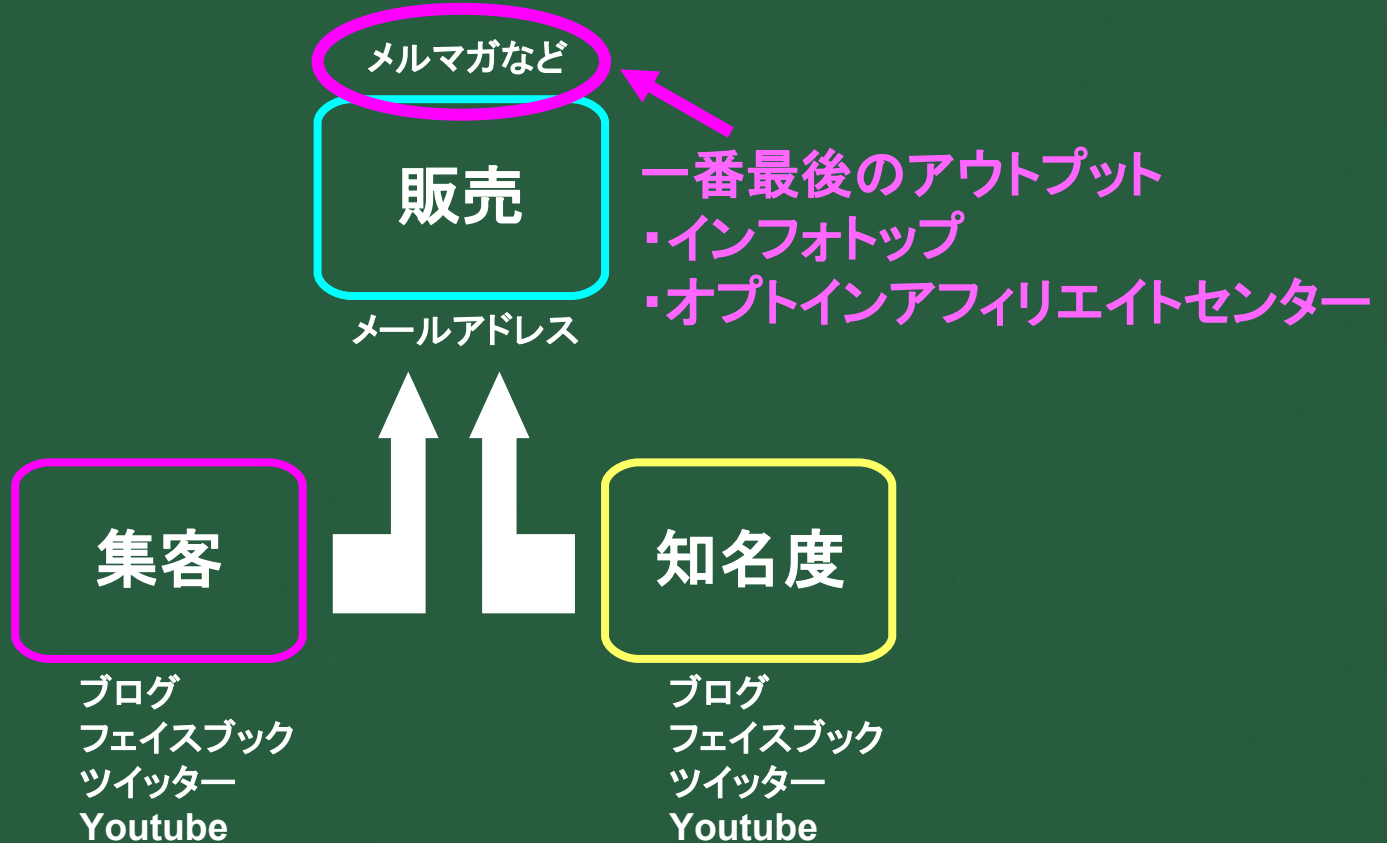 メルマガなど
販売
一番最後のアウトプット
・インフォトップ
・オプトインアフィリエイトセンター
メールアドレス
集客
知名度
ブログ
フェイスブック
ツイッター
Youtube
ブログ
フェイスブック
ツイッター
Youtube